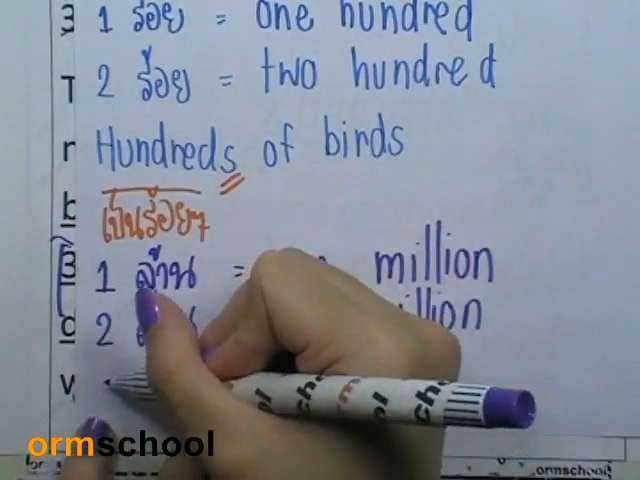 1 ร้อย = one hundred
2 ร้อย = two hundred
Hundreds of birds
เป็นร้อยๆ
1 ล้าน = million
2
ormschool
ormschool